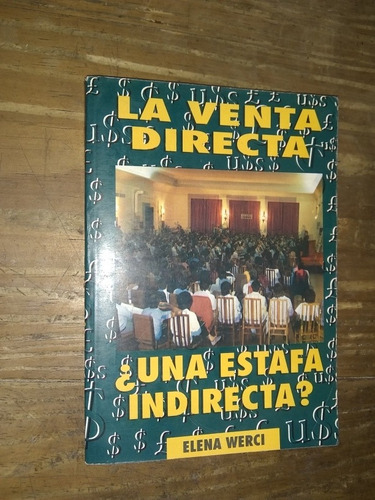 LA VENTA
DIRECTA
¿UNA ESTAFA
INDIRECTA?
ELENA WERCI